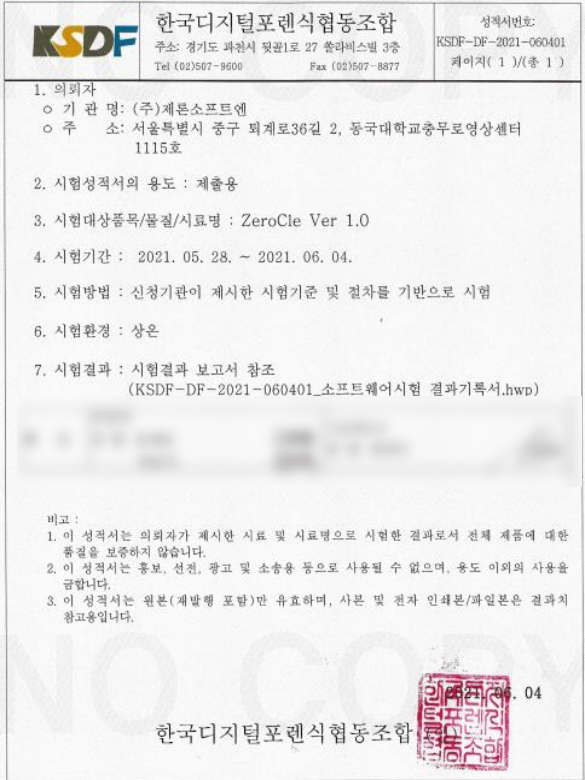 KSDF
한국디지털포렌식협동조합
주소: 경기도 과천시 뒷골1로 27 쏠라비스빌 3층
Tel (02)507-9600 Fax (02)507-8877
성적서번호:
KSDF-DF-2021-060401
페이지( 1 )/(총 1 )
1. 의뢰자
○ 기 관 명: (주)제론소프트엔
○ 주 소: 서울특별시 중구 퇴계로36길 2, 동국대학교충무로영상센터
1115호
2. 시험성적서의 용도 : 제출용
3. 시험대상품목/물질/시료명 : ZeroCle Ver 1.0
4. 시험기간 : 2021. 05. 28. ~ 2021. 06. 04.
5. 시험방법 : 신청기관이 제시한 시험기준 및 절차를 기반으로 시험
6. 시험환경 : 상온
7. 시험결과 : 시험결과 보고서 참조
(KSDF-DF-2021-060401_소프트웨어시험 결과기록서.hwp)
비고 :
1. 이 성적서는 의뢰자가 제시한 시료 및 시료명으로 시험한 결과로서 전체 제품에 대한
품질을 보증하지 않습니다.
2. 이 성적서는 홍보, 선전, 광고 및 소송용 등으로 사용될 수 없으며, 용도 이외의 사용을
금합니다.
3. 이 성적서는 원본(재발행 포함)만 유효하며, 사본 및 전자 인쇄본/파일본은 결과치
참고용입니다.
2021. 06. 04
한국디지털포렌식협동조합
NO COPY